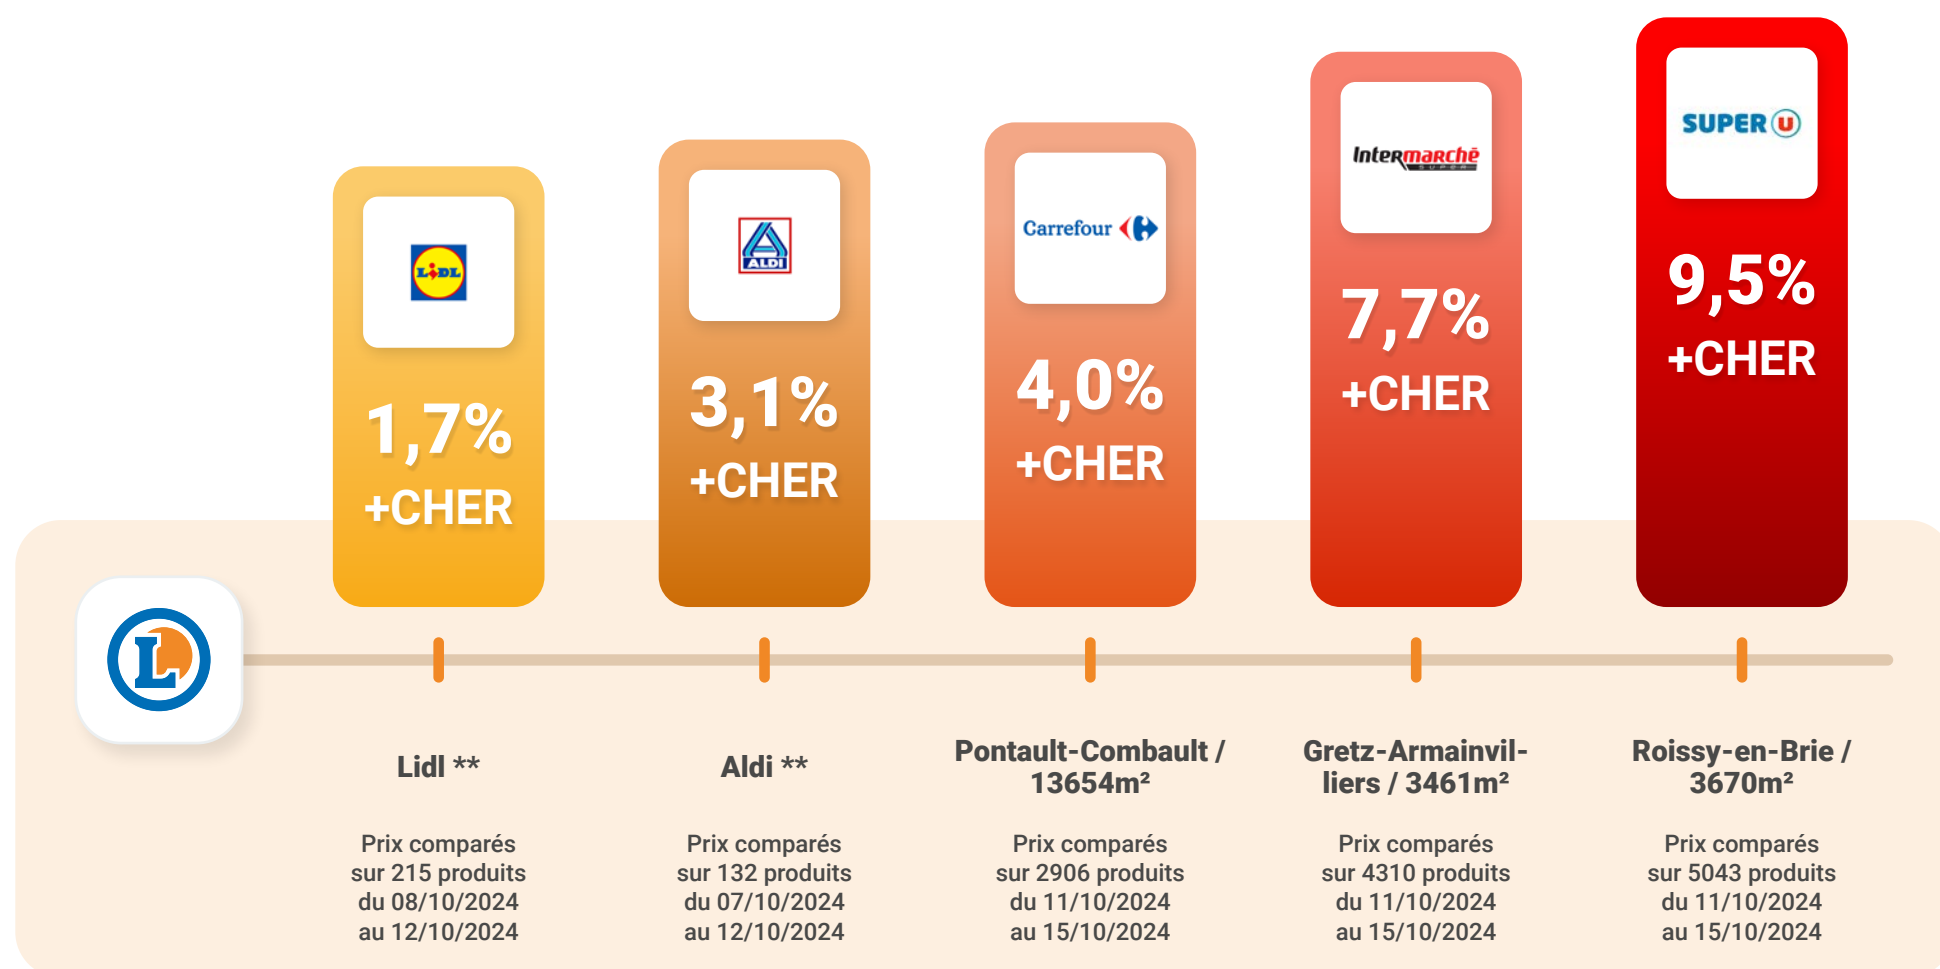 LiDL
1,7%
+CHER
ALDI
3,1%
+CHER
Carrefour
4,0%
+CHER
Intermarchē
SUPER
7,7%
+CHER
SUPER U
9,5%
+CHER
L
Lidl **
Prix comparés
sur 215 produits
du 08/10/2024
au 12/10/2024
Aldi **
Prix comparés
sur 132 produits
du 07/10/2024
au 12/10/2024
Pontault-Combault /
13654m²
Prix comparés
sur 2906 produits
du 11/10/2024
au 15/10/2024
Gretz-Armainvil-
liers / 3461m²
Prix comparés
sur 4310 produits
du 11/10/2024
au 15/10/2024
Roissy-en-Brie /
3670m²
Prix comparés
sur 5043 produits
du 11/10/2024
au 15/10/2024